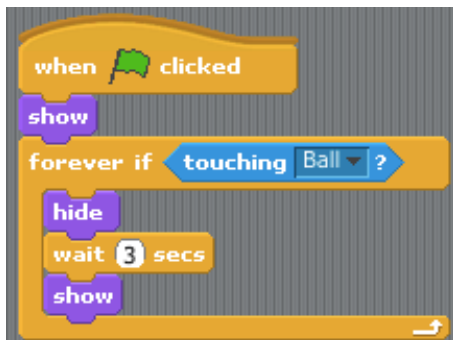 when clicked
show
forever if touching Ball ?
hide
wait 3 secs
show